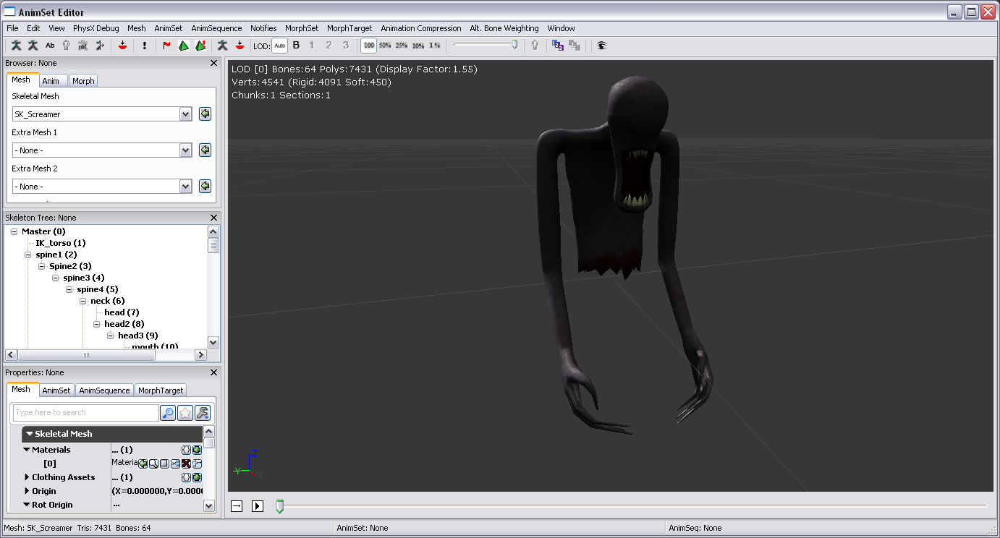 AnimSet Editor
File Edit View PhysX Debug Mesh AnimSet AnimSequence Notifies MorphSet MorphTarget Animation Compression Alt. Bone Weighting Window
Ab ! LOD: Auto B 1 2 3 100 50% 25% 10% 1 %
Browser: None
Mesh Anim Morph
Skeletal Mesh
SK_Screamer
Extra Mesh 1
- None -
Extra Mesh 2
- None -
Skeleton Tree: None
Master (0)
IK_torso (1)
spine1 (2)
Spine2 (3)
spine3 (4)
spine4 (5)
neck (6)
head (7)
head2 (8)
head3 (9)
mouth (10)
Properties: None
Mesh AnimSet AnimSequence MorphTarget
Type here to search
Skeletal Mesh
Materials ... (1)
[0] Materia
Clothing Assets ... (1)
Origin (X=0.000000,Y=0.0000
Rot Origin ...
LOD [0] Bones:64 Polys:7431 (Display Factor:1.55)
Verts:4541 (Rigid:4091 Soft:450)
Chunks:1 Sections:1
Z
Y X
Mesh: SK_Screamer Tris: 7431 Bones: 64 AnimSet: None AnimSeq: None